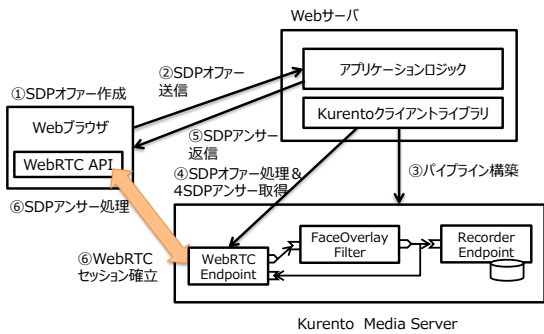 Webサーバ
②SDPオファー
送信
アプリケーションロジック
①SDPオファー作成
Webブラウザ
Kurentoクライアントライブラリ
⑤SDPアンサー
返信
WebRTC API
④SDPオファー処理＆
4SDPアンサー取得
③パイプライン構築
⑥SDPアンサー処理
⑥WebRTC
セッション確立
WebRTC
Endpoint
FaceOverlay
Filter
Recorder
Endpoint
Kurento Media Server